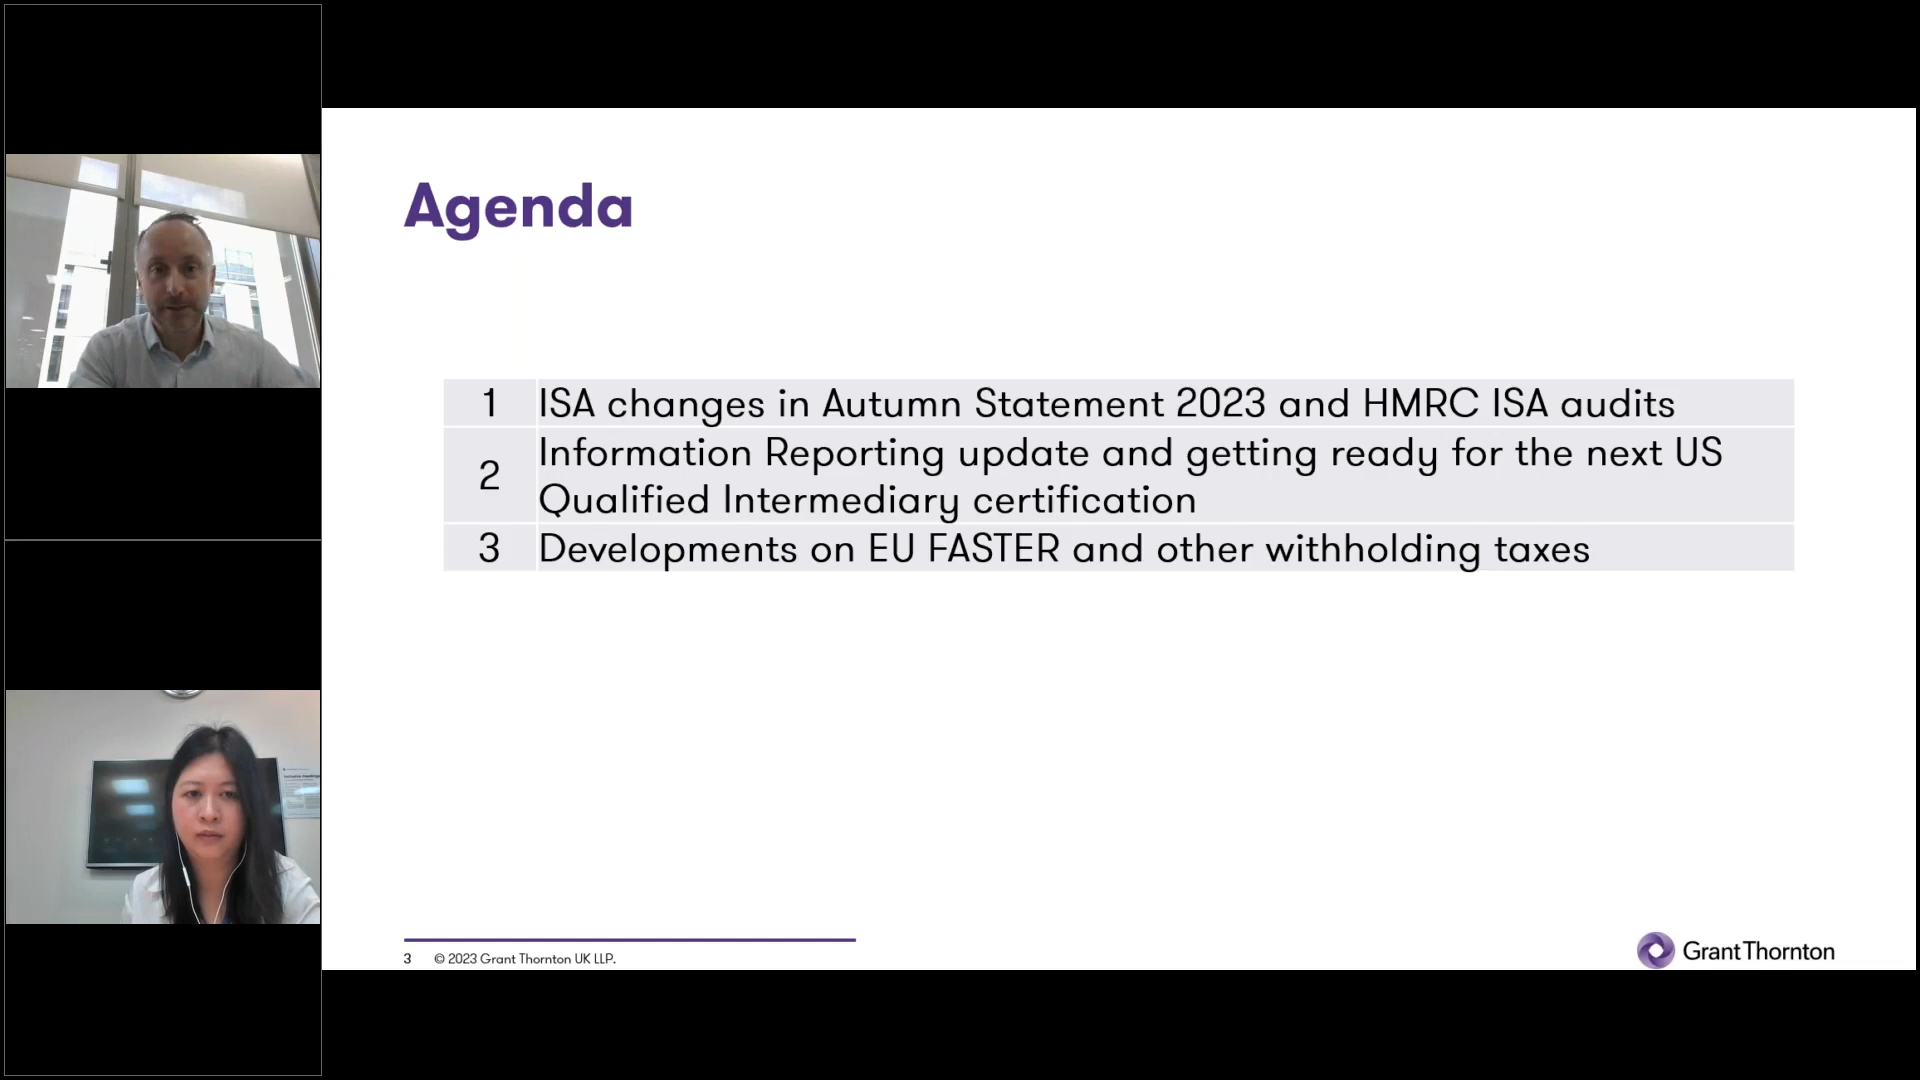 Agenda
1 ISA changes in Autumn Statement 2023 and HMRC ISA audits
2 Information Reporting update and getting ready for the next US
Qualified Intermediary certification
3 Developments on EU FASTER and other withholding taxes
3 © 2023 Grant Thornton UK LLP.
Grant Thornton